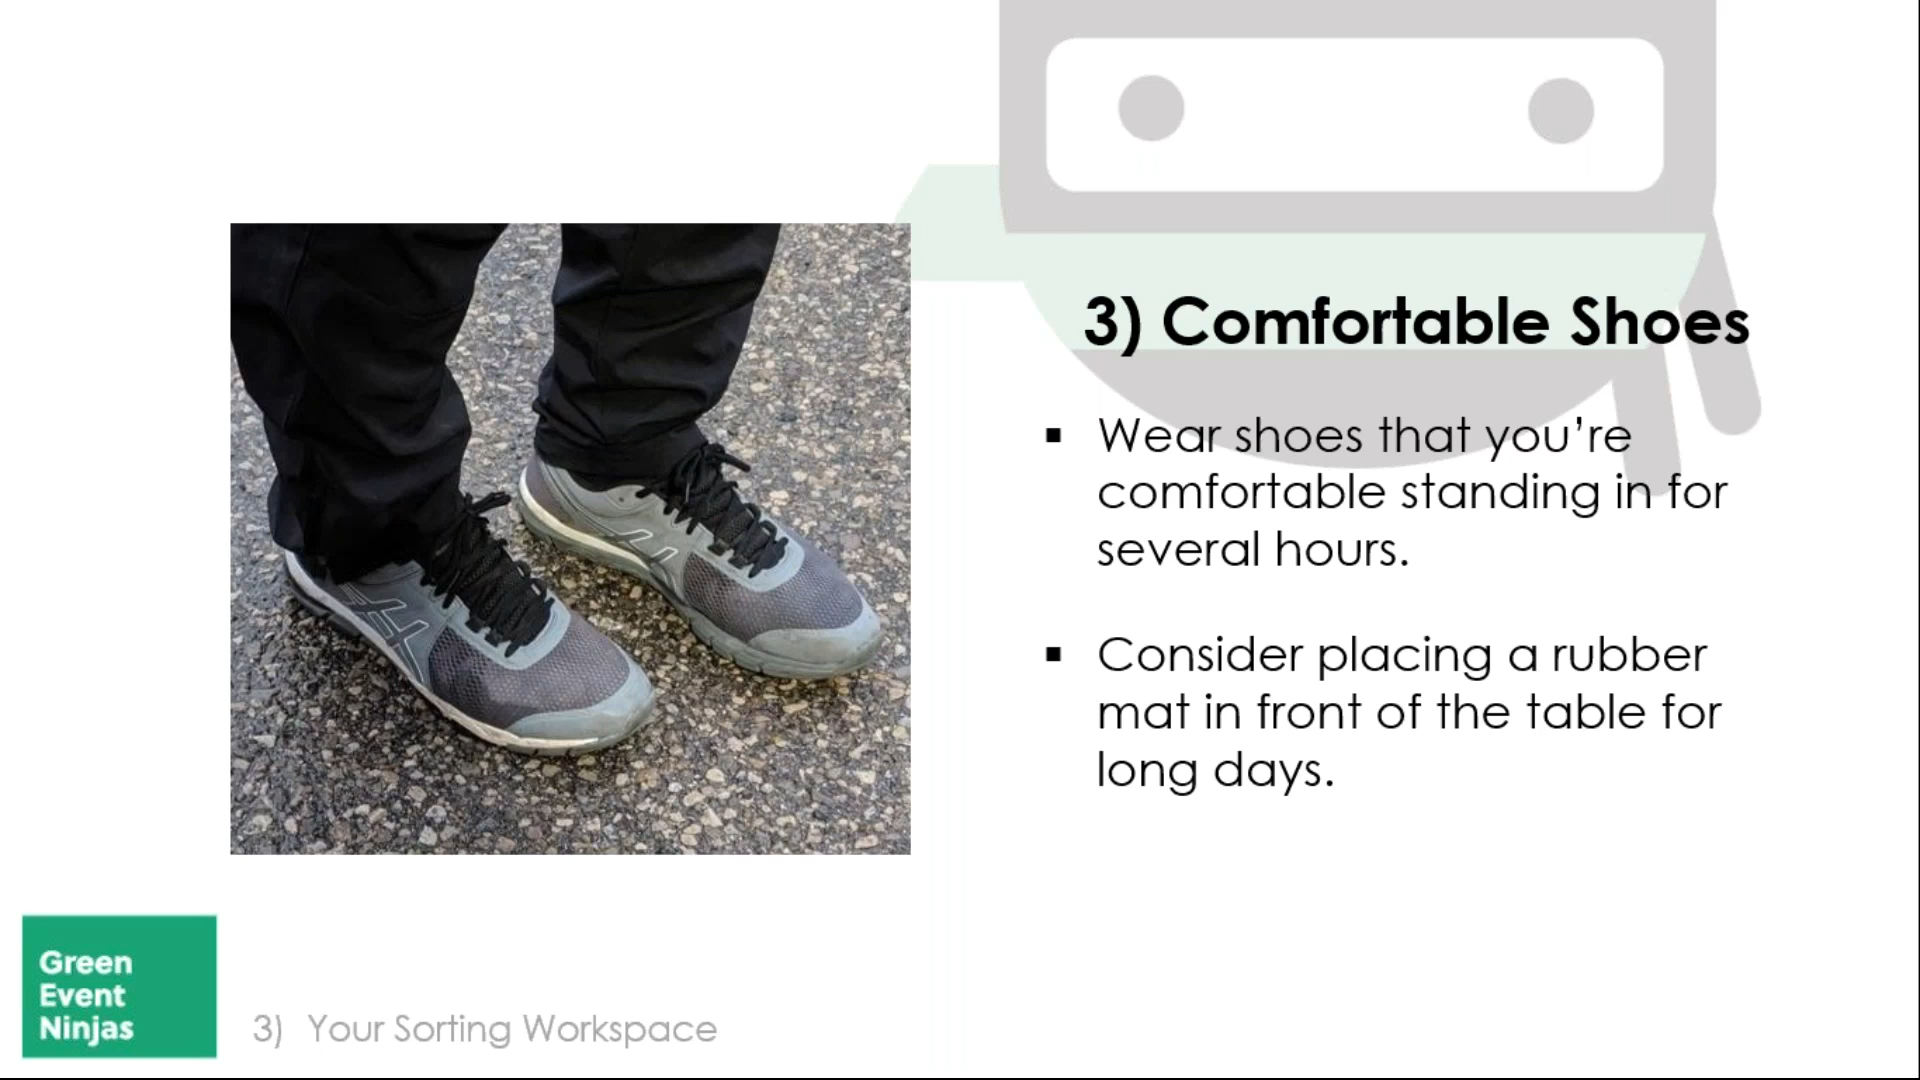 3) Comfortable Shoes
▪ Wear shoes that you’re
comfortable standing in for
several hours.
▪ Consider placing a rubber
mat in front of the table for
long days.
Green
Event
Ninjas
3) Your Sorting Workspace